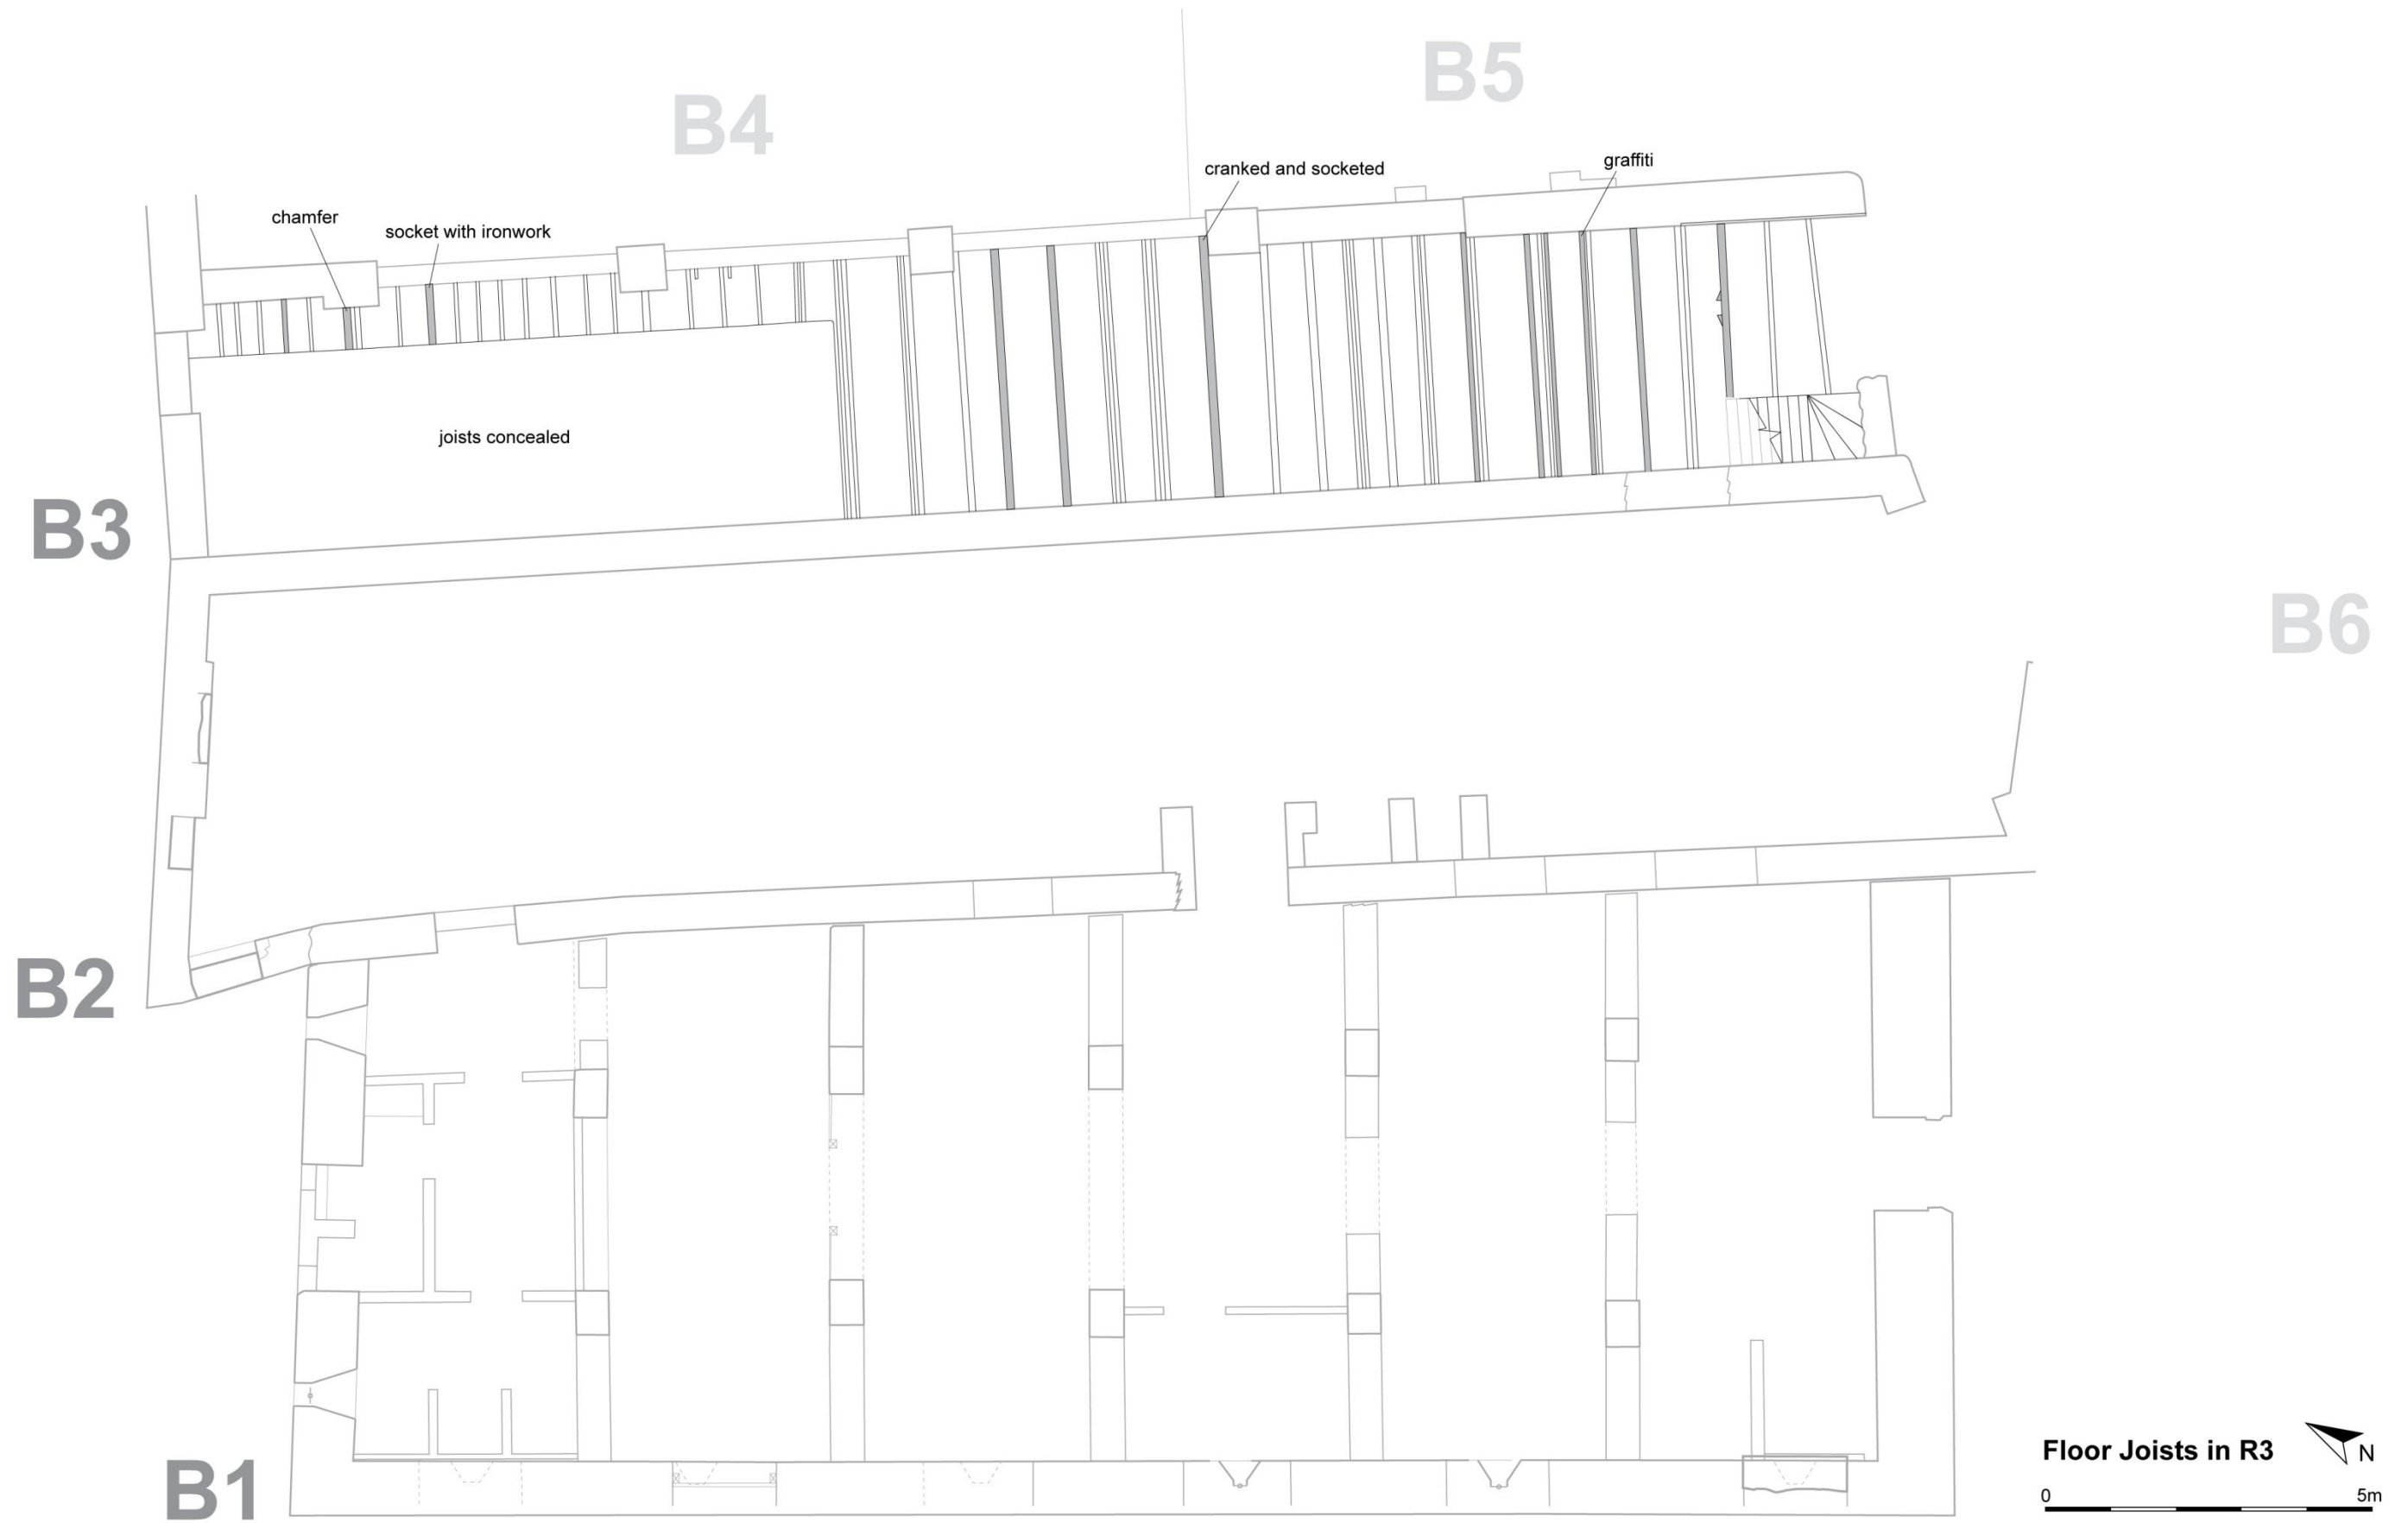 B5
B4
graffiti
cranked and socketed
chamfer
socket with ironwork
joists concealed
B3
B6
B2
Floor Joists in R3
N
B1
0 5m